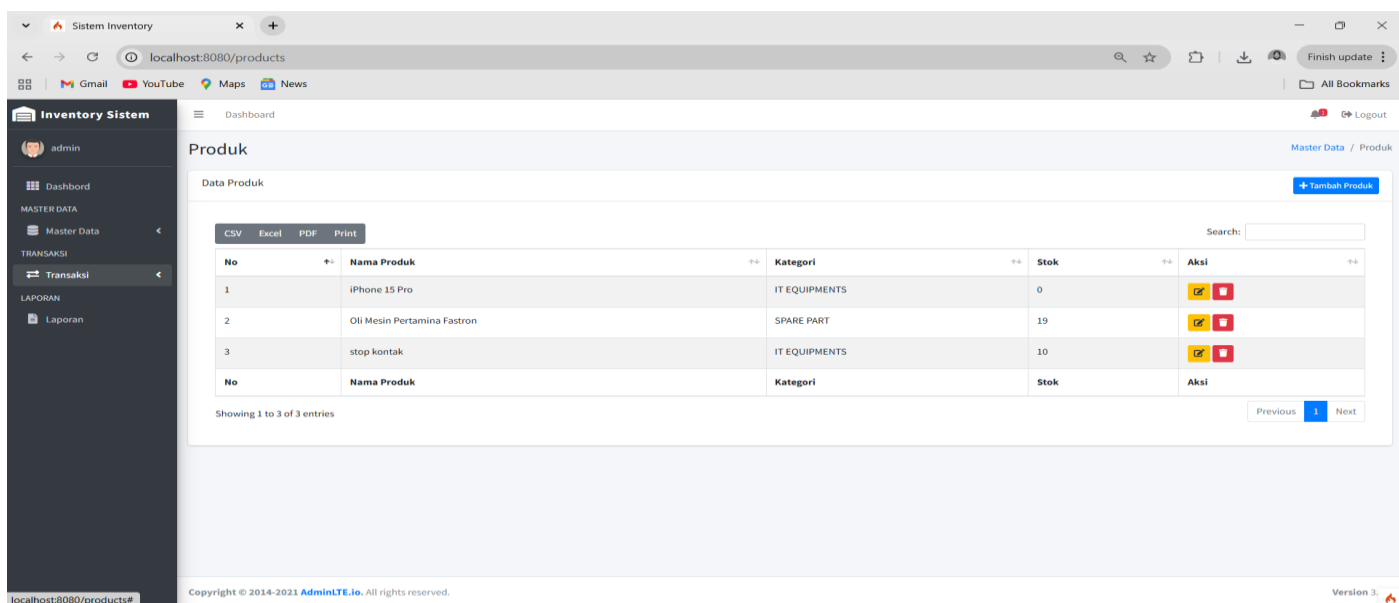 Sistem Inventory
localhost:8080/products
Finish update
Gmail YouTube Maps News All Bookmarks
Inventory Sistem Dashboard Logout
admin
Produk Master Data / Produk
Data Produk Tambah Produk
Dashbord
MASTER DATA
Master Data
TRANSAKSI
Transaksi
LAPORAN
Laporan
CSV Excel PDF Print Search:
No Nama Produk Kategori Stok Aksi
1 iPhone 15 Pro IT EQUIPMENTS 0
2 Oli Mesin Pertamina Fastron SPARE PART 19
3 stop kontak IT EQUIPMENTS 10
No Nama Produk Kategori Stok Aksi
Showing 1 to 3 of 3 entries Previous 1 Next
Copyright © 2014-2021 AdminLTE.io. All rights reserved. Version 3.
localhost:8080/products#